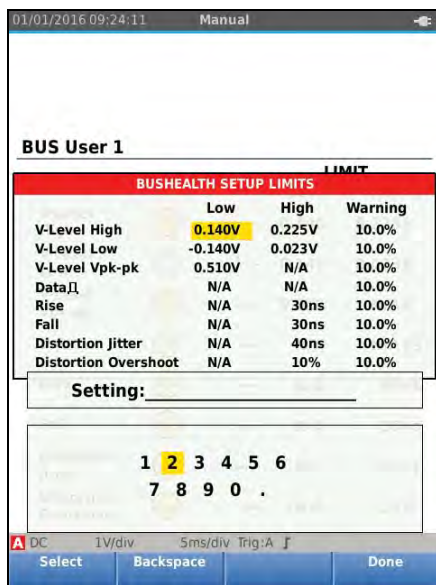 01/01/2016 09:24:11 Manual
BUS User 1
LIMIT
BUSHEALTH SETUP LIMITS
Low High Warning
V-Level High 0.140V 0.225V 10.0%
V-Level Low -0.140V 0.023V 10.0%
V-Level Vpk-pk 0.510V N/A 10.0%
Data N/A N/A 10.0%
Rise N/A 30ns 10.0%
Fall N/A 30ns 10.0%
Distortion Jitter N/A 40ns 10.0%
Distortion Overshoot N/A 10% 10.0%
Setting:
1 2 3 4 5 6
7 8 9 0 .
A DC 1V/div 5ms/div Trig:A
Select Backspace Done